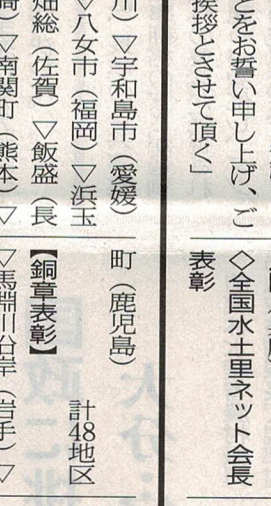 とをお誓い申し上げ、ご
挨拶とさせて頂く」
◇全国水土里ネット会長
表彰
川）▽宇和島市（愛媛）
▽八女市（福岡）▽浜玉
畑総（佐賀）▽飯盛（長
崎）▽南関町（熊本）▽
町（鹿児島）
計48地区
【銅章表彰】
▽馬淵川沿岸（岩手）▽